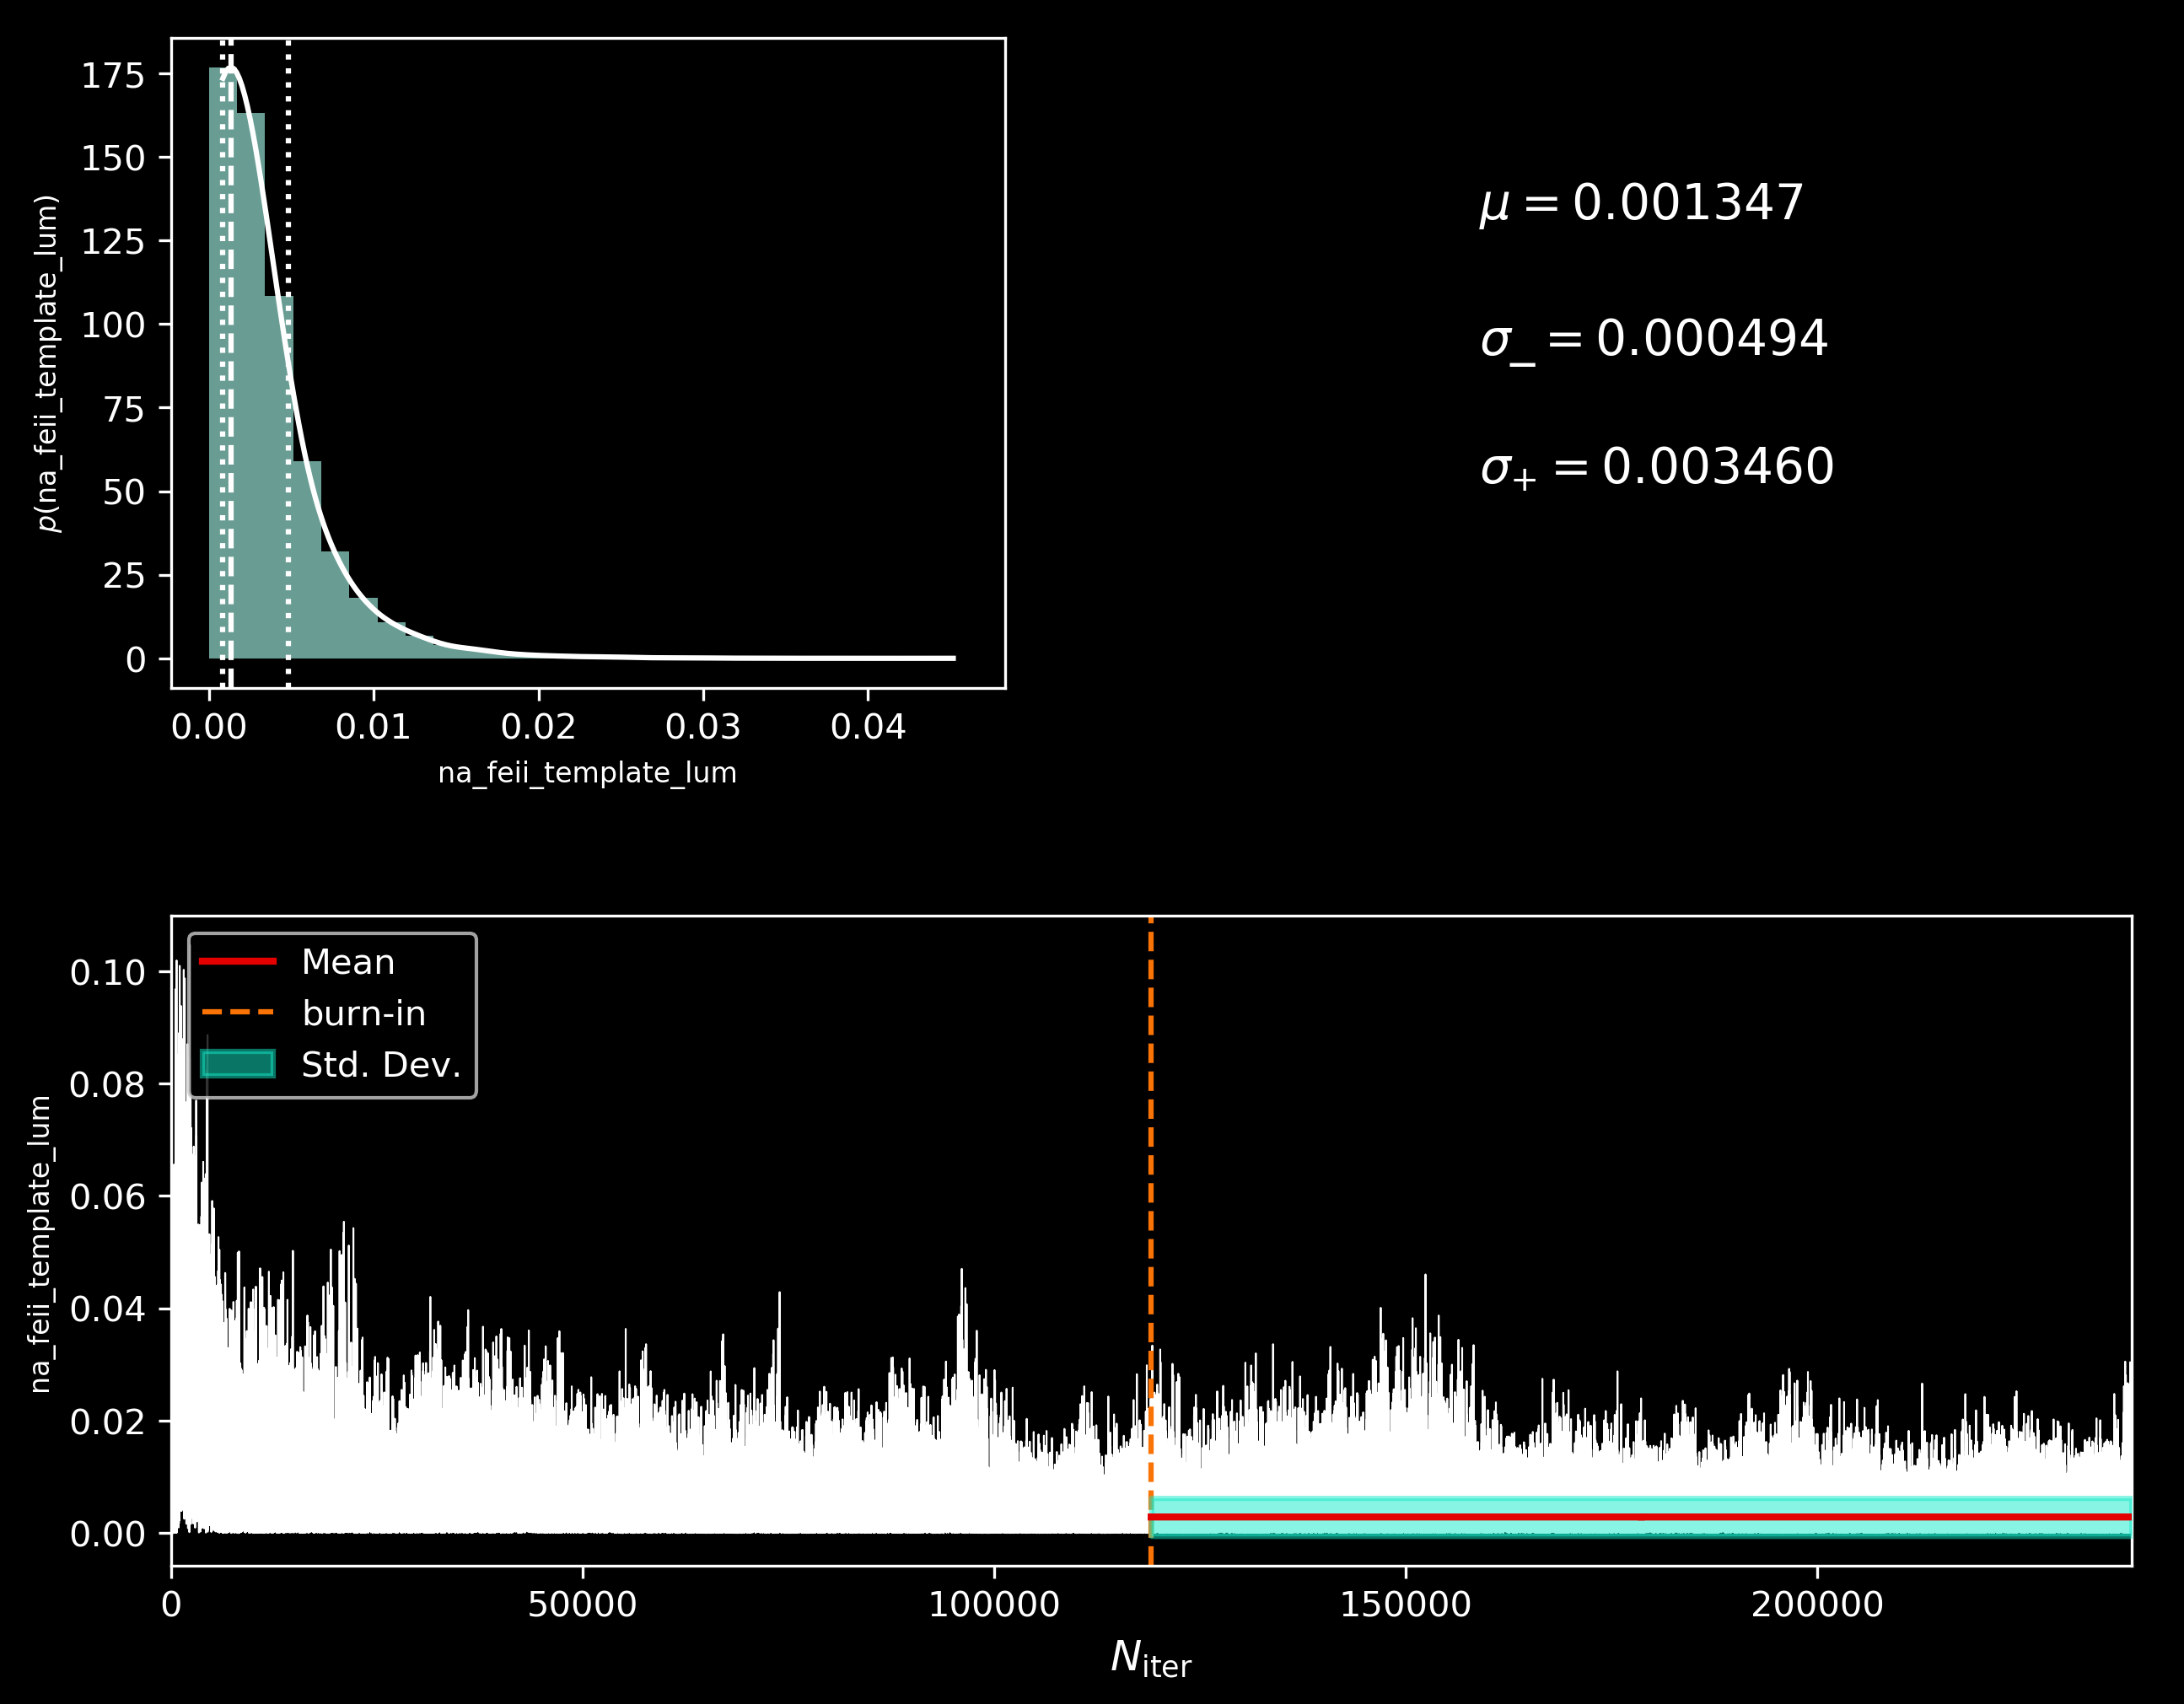 175
150
125
100
75
50
25
0
p(na_feii_template_lum)
0.00 0.01 0.02 0.03 0.04
na_feii_template_lum
μ = 0.001347
σ_ = 0.000494
σ+ = 0.003460
Mean
burn-in
Std. Dev.
0.10
0.08
0.06
0.04
0.02
0.00
na_feii_template_lum
0 50000 100000 150000 200000
Niter